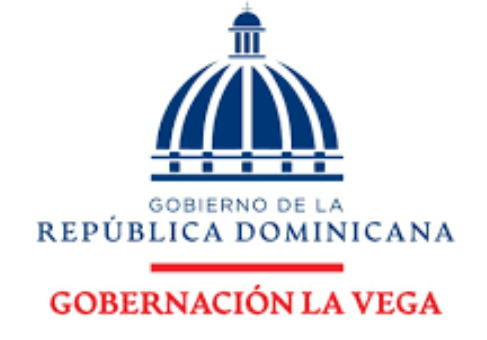 GOBIERNO DE LA
REPÚBLICA DOMINICANA
GOBERNACIÓN LA VEGA